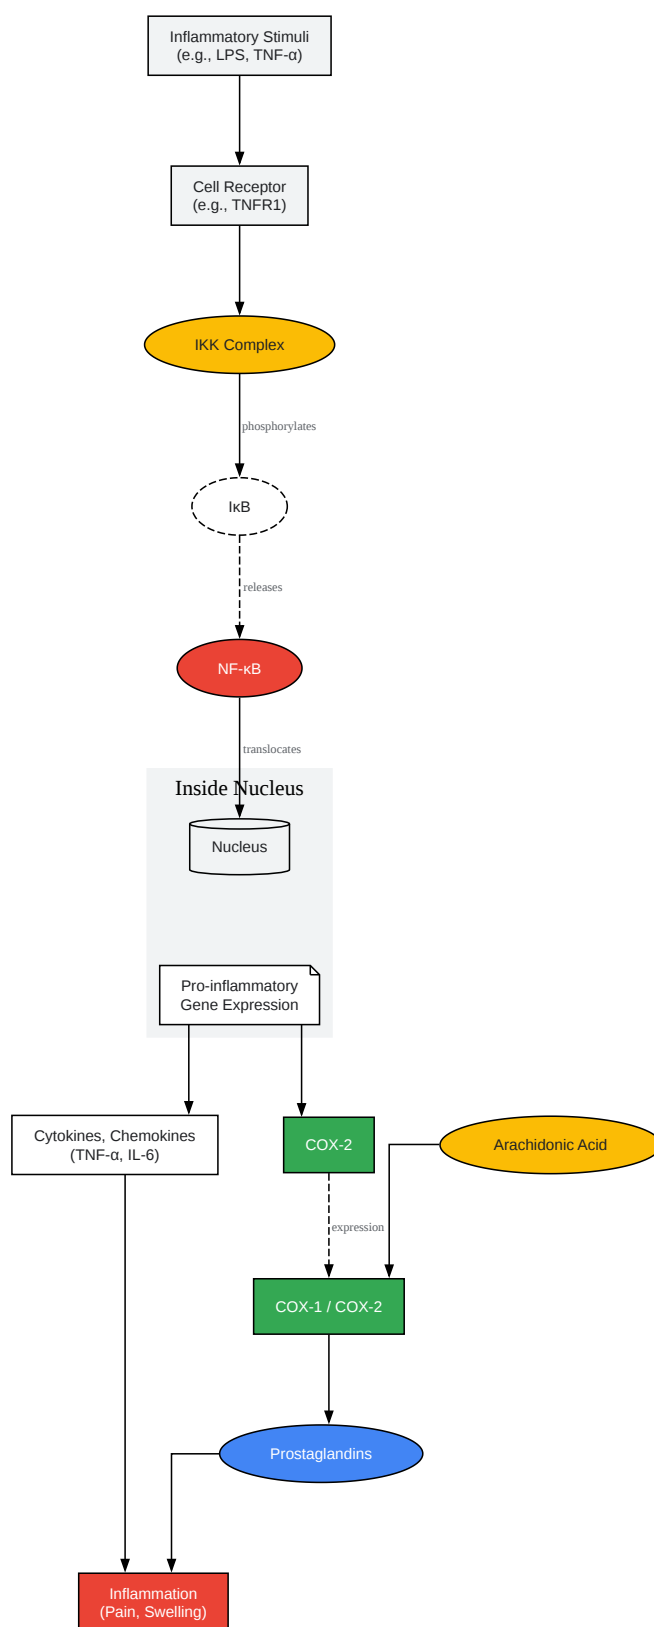 Inflammatory Stimuli
(e.g., LPS, TNF-α)
Cell Receptor
(e.g., TNFR1)
IKK Complex
phosphorylates
IκB
releases
NF-κB
translocates
Inside Nucleus
Nucleus
Pro-inflammatory
Gene Expression
Cytokines, Chemokines
(TNF-α, IL-6)
COX-2
Arachidonic Acid
expression
COX-1 / COX-2
Prostaglandins
Inflammation
(Pain, Swelling)